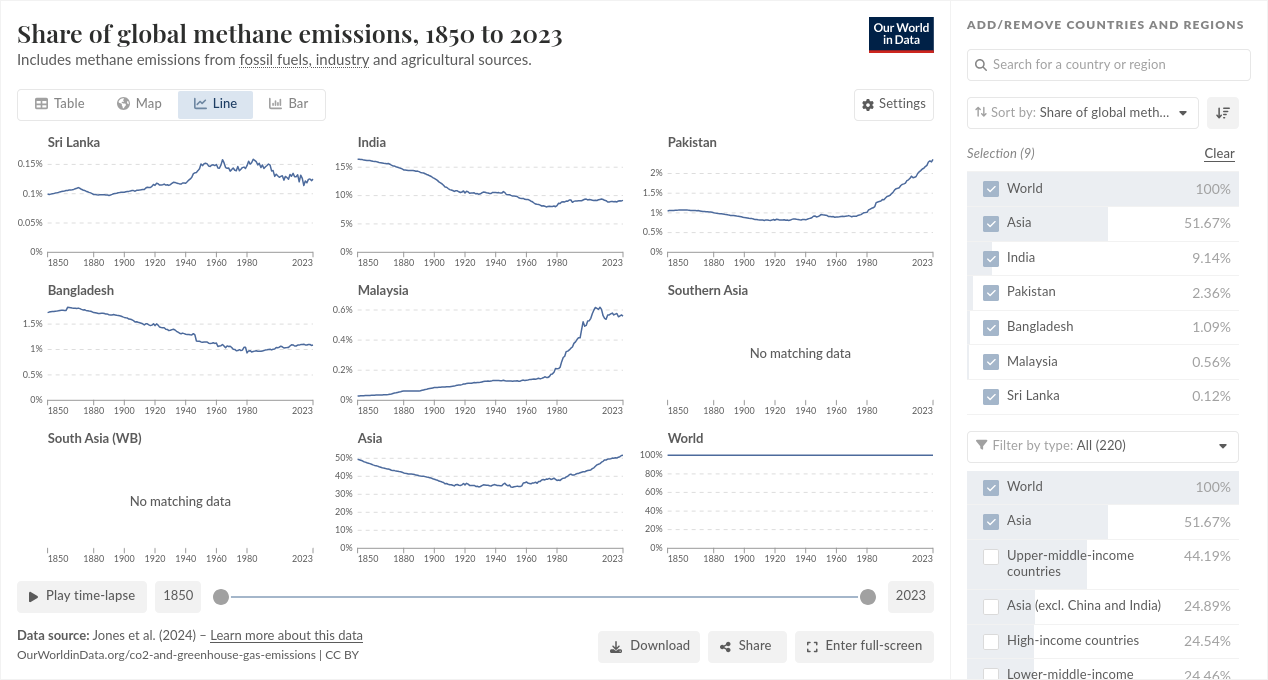 Share of global methane emissions, 1850 to 2023
Includes methane emissions from fossil fuels, industry and agricultural sources.
Our World
in Data
Table Map Line Bar
Settings
Sri Lanka
0.15%
0.1%
0.05%
0%
1850 1880 1900 1920 1940 1960 1980 2023
India
15%
10%
5%
0%
1850 1880 1900 1920 1940 1960 1980 2023
Pakistan
2%
1.5%
1%
0.5%
0%
1850 1880 1900 1920 1940 1960 1980 2023
Bangladesh
1.5%
1%
0.5%
0%
1850 1880 1900 1920 1940 1960 1980 2023
Malaysia
0.6%
0.4%
0.2%
0%
1850 1880 1900 1920 1940 1960 1980 2023
Southern Asia
No matching data
1850 1880 1900 1920 1940 1960 1980 2023
South Asia (WB)
No matching data
1850 1880 1900 1920 1940 1960 1980 2023
Asia
50%
40%
30%
20%
10%
0%
1850 1880 1900 1920 1940 1960 1980 2023
World
100%
80%
60%
40%
20%
0%
1850 1880 1900 1920 1940 1960 1980 2023
Play time-lapse 1850 2023
Data source: Jones et al. (2024) – Learn more about this data
OurWorldinData.org/co2-and-greenhouse-gas-emissions | CC BY
Download Share Enter full-screen
ADD/REMOVE COUNTRIES AND REGIONS
Search for a country or region
Sort by: Share of global meth...
Selection (9) Clear
World 100%
Asia 51.67%
India 9.14%
Pakistan 2.36%
Bangladesh 1.09%
Malaysia 0.56%
Sri Lanka 0.12%
Filter by type: All (220)
World 100%
Asia 51.67%
Upper-middle-income
countries 44.19%
Asia (excl. China and India) 24.89%
High-income countries 24.54%
Lower-middle-income 24.46%